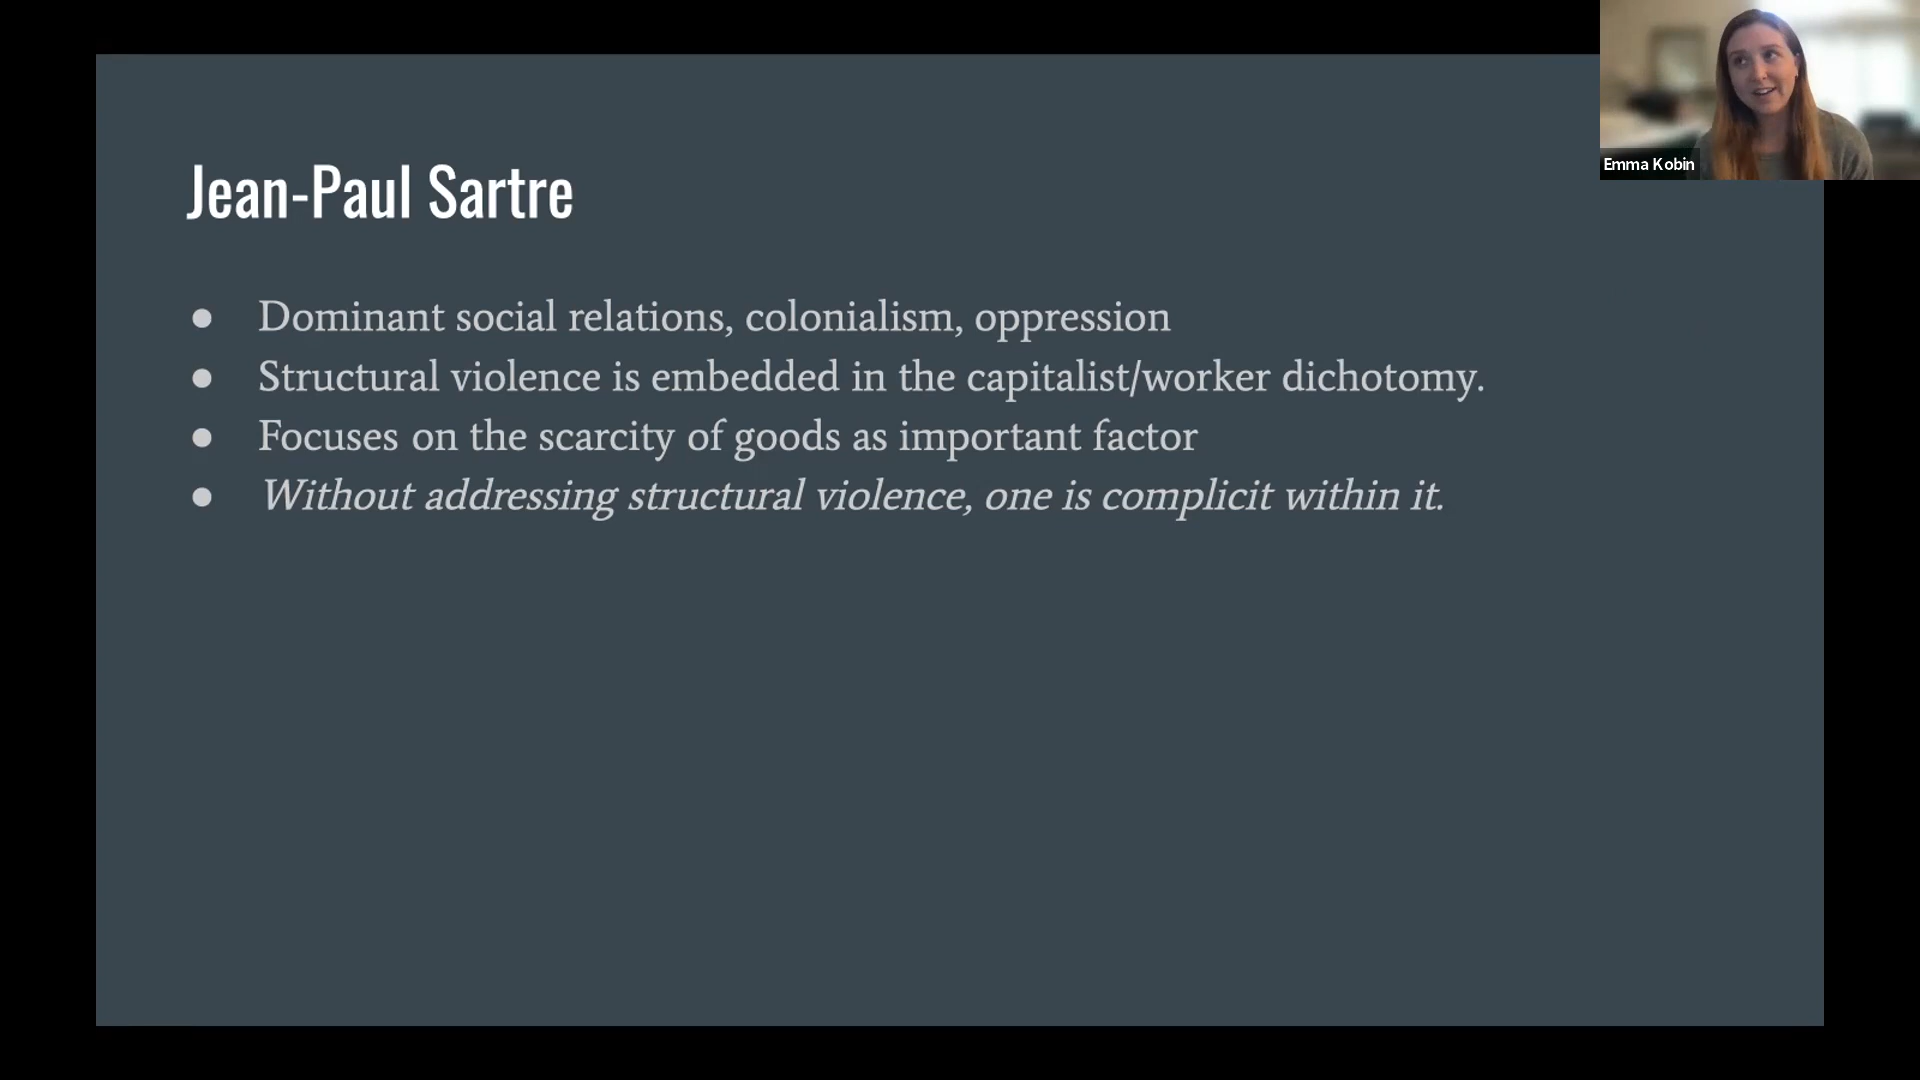 Jean-Paul Sartre
● Dominant social relations, colonialism, oppression
● Structural violence is embedded in the capitalist/worker dichotomy.
● Focuses on the scarcity of goods as important factor
● Without addressing structural violence, one is complicit within it.
Emma Kobin